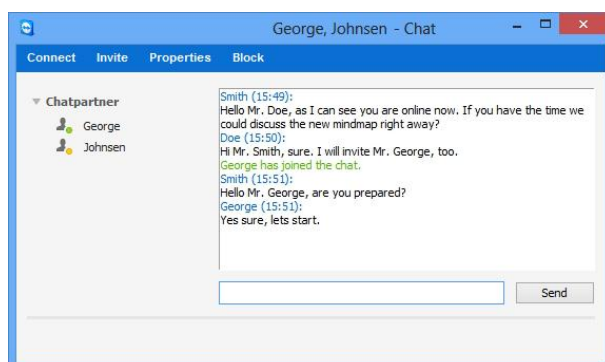 George, Johnsen - Chat
Connect Invite Properties Block
Chatpartner
George
Johnsen
Smith (15:49):
Hello Mr. Doe, as I can see you are online now. If you have the time we
could discuss the new mindmap right away?
Doe (15:50):
Hi Mr. Smith, sure. I will invite Mr. George, too.
George has joined the chat.
Smith (15:51):
Hello Mr. George, are you prepared?
George (15:51):
Yes sure, lets start.
Send